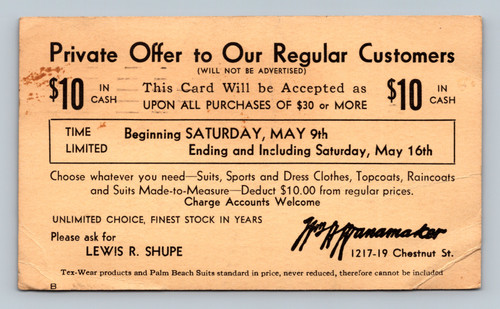 Private Offer to Our Regular Customers
(WILL NOT BE ADVERTISED)
$10 IN CASH This Card Will be Accepted as $10 IN CASH
UPON ALL PURCHASES OF $30 OR MORE
TIME LIMITED Beginning SATURDAY, MAY 9th
Ending and Including Saturday, May 16th
Choose whatever you need—Suits, Sports and Dress Clothes, Topcoats, Raincoats
and Suits Made-to-Measure—Deduct $10.00 from regular prices.
Charge Accounts Welcome
UNLIMITED CHOICE, FINEST STOCK IN YEARS
Please ask for
LEWIS R. SHUPE
Wm H Wanamaker
1217-19 Chestnut St.
Tex-Wear products and Palm Beach Suits standard in price, never reduced, therefore cannot be included
B